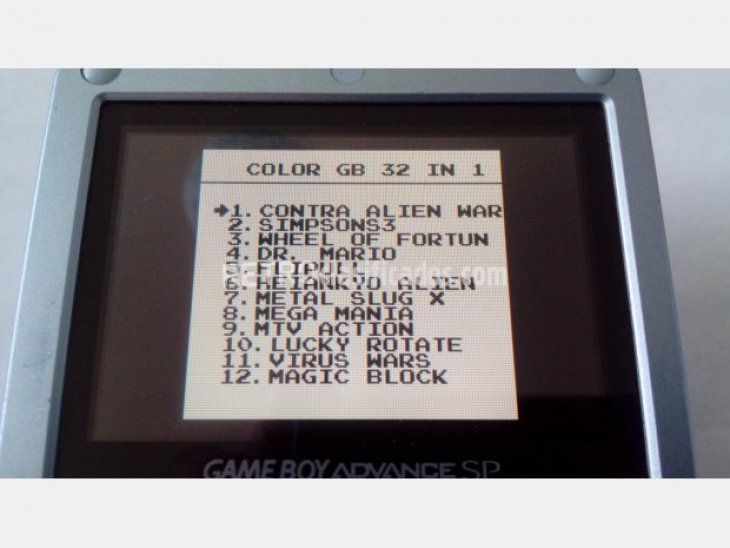 COLOR GB 32 IN 1
1. CONTRA ALIEN WAR
2. SIMPSONS3
3. WHEEL OF FORTUN
4. DR. MARIO
5.
6. HEIANKYO ALIEN
7. METAL SLUG X
8. MEGA MANIA
9. MTV ACTION
10. LUCKY ROTATE
11. VIRUS WARS
12. MAGIC BLOCK
GAME BOY ADVANCE SP